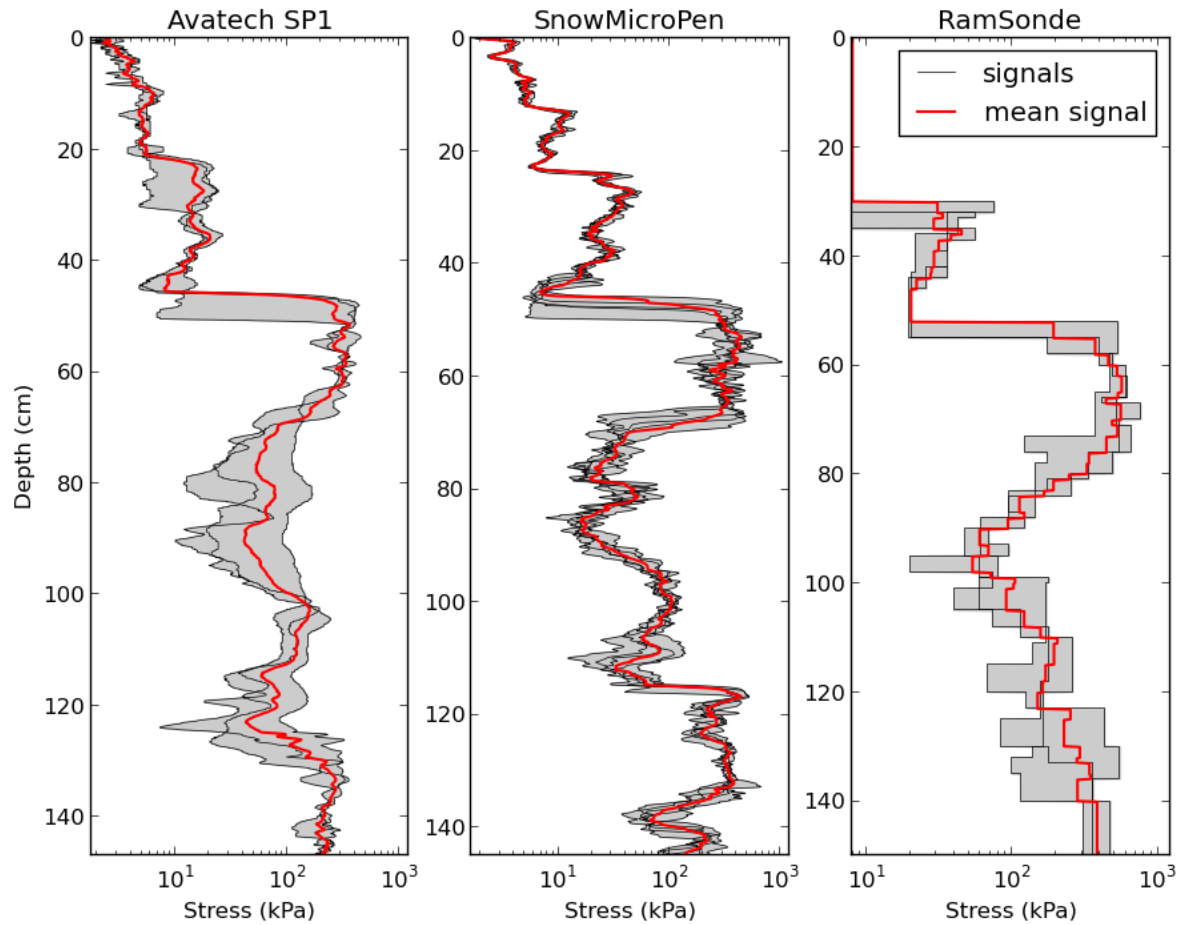 Avatech SP1
SnowMicroPen
RamSonde
signals
mean signal
Depth (cm)
0
20
40
60
80
100
120
140
0
20
40
60
80
100
120
140
0
20
40
60
80
100
120
140
10¹ 10² 10³
10¹ 10² 10³
10¹ 10² 10³
Stress (kPa)
Stress (kPa)
Stress (kPa)